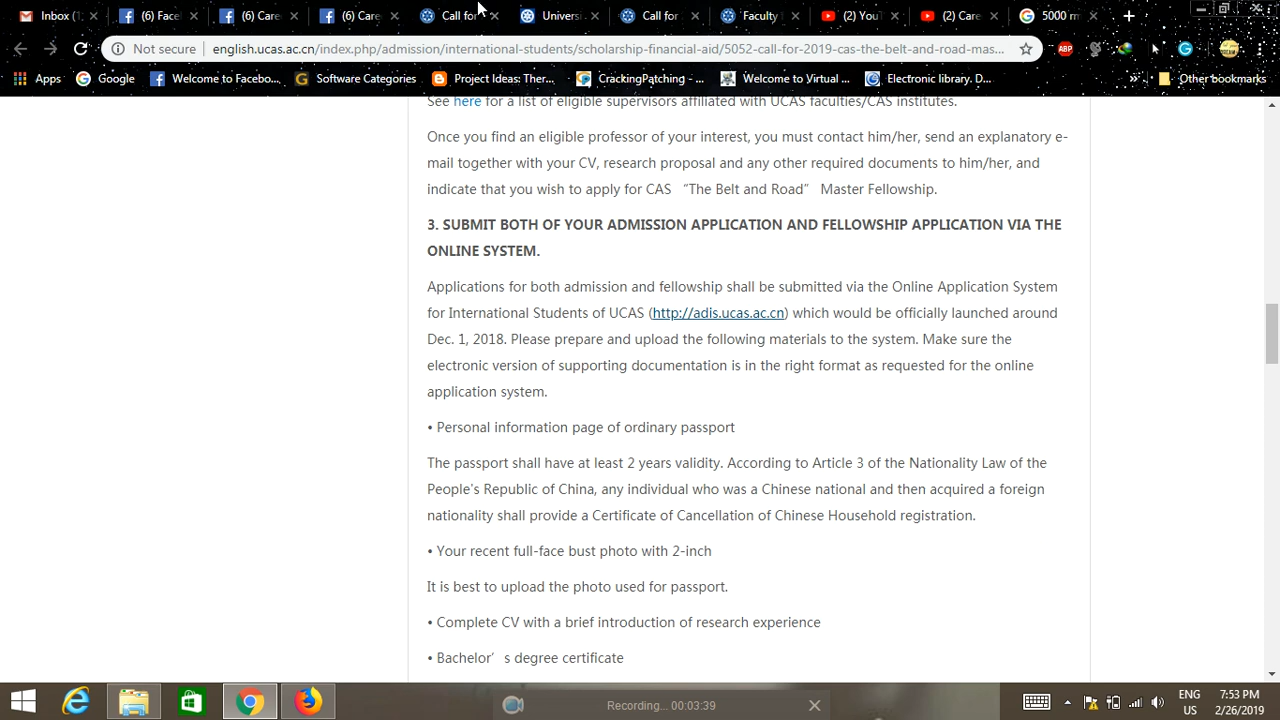 Inbox (1
(6) Face
(6) Care
(6) Care
Call for
Univers
Call for
Faculty
(2) YouT
(2) Care
5000 rm
Not secure english.ucas.ac.cn/index.php/admission/international-students/scholarship-financial-aid/5052-call-for-2019-cas-the-belt-and-road-mas...
ABP
Apps
Google
Welcome to Facebo...
Software Categories
Project Ideas: Ther...
CrackingPatching - ...
Welcome to Virtual ...
Electronic library. D...
»
Other bookmarks
See here for a list of eligible supervisors affiliated with UCAS faculties/CAS institutes.
Once you find an eligible professor of your interest, you must contact him/her, send an explanatory e-
mail together with your CV, research proposal and any other required documents to him/her, and
indicate that you wish to apply for CAS “The Belt and Road” Master Fellowship.
3. SUBMIT BOTH OF YOUR ADMISSION APPLICATION AND FELLOWSHIP APPLICATION VIA THE
ONLINE SYSTEM.
Applications for both admission and fellowship shall be submitted via the Online Application System
for International Students of UCAS (http://adis.ucas.ac.cn) which would be officially launched around
Dec. 1, 2018. Please prepare and upload the following materials to the system. Make sure the
electronic version of supporting documentation is in the right format as requested for the online
application system.
• Personal information page of ordinary passport
The passport shall have at least 2 years validity. According to Article 3 of the Nationality Law of the
People's Republic of China, any individual who was a Chinese national and then acquired a foreign
nationality shall provide a Certificate of Cancellation of Chinese Household registration.
• Your recent full-face bust photo with 2-inch
It is best to upload the photo used for passport.
• Complete CV with a brief introduction of research experience
• Bachelor’ s degree certificate
Recording... 00:03:39
ENG
US
7:53 PM
2/26/2019